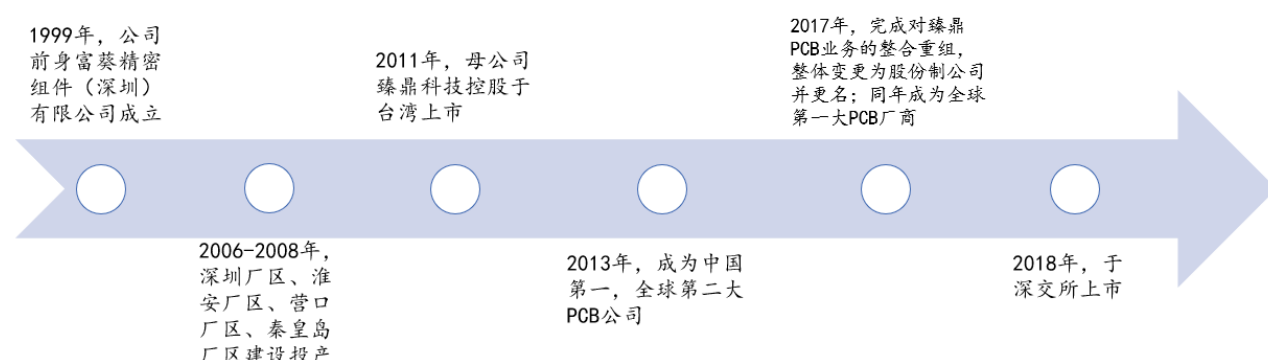 1999年，公司
前身富葵精密
组件（深圳）
有限公司成立
2006-2008年，
深圳厂区、淮
安厂区、营口
厂区、秦皇岛
厂区建设投产
2011年，母公司
臻鼎科技控股于
台湾上市
2013年，成为中国
第一，全球第二大
PCB公司
2017年，完成对臻鼎
PCB业务的整合重组，
整体变更为股份制公司
并更名；同年成为全球
第一大PCB厂商
2018年，于
深交所上市